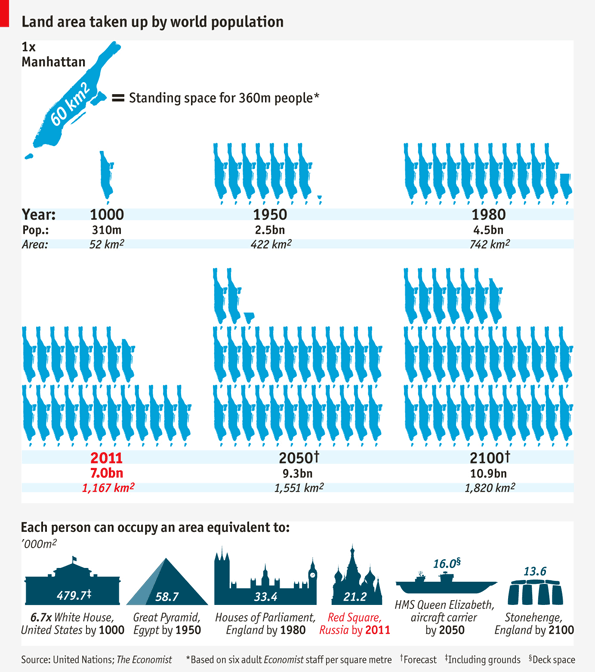 Land area taken up by world population
1x
Manhattan
60 km²
= Standing space for 360m people*
Year: 1000 1950 1980
Pop.: 310m 2.5bn 4.5bn
Area: 52 km² 422 km² 742 km²
2011 2050† 2100†
7.0bn 9.3bn 10.9bn
1,167 km² 1,551 km² 1,820 km²
Each person can occupy an area equivalent to:
’000m²
479.7‡ 58.7 33.4 21.2 16.0§ 13.6
6.7x White House,
United States by 1000
Great Pyramid,
Egypt by 1950
Houses of Parliament,
England by 1980
Red Square,
Russia by 2011
HMS Queen Elizabeth,
aircraft carrier
by 2050
Stonehenge,
England by 2100
Source: United Nations; The Economist *Based on six adult Economist staff per square metre †Forecast ‡Including grounds §Deck space